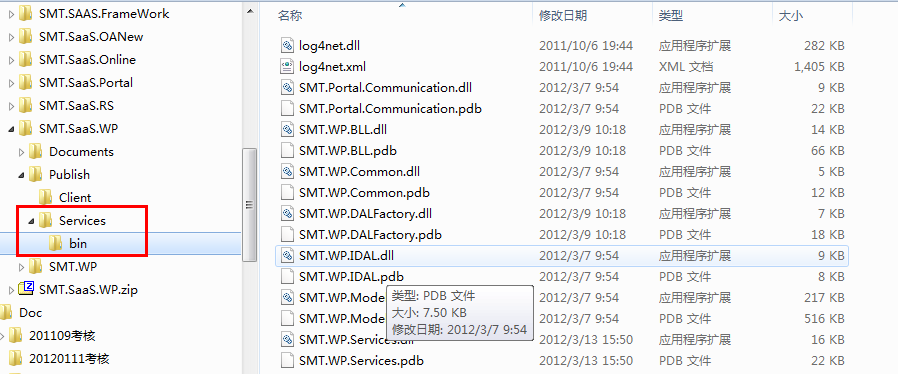 SMT.SAAS.FrameWork
SMT.SaaS.OANew
SMT.SaaS.Online
SMT.SaaS.Portal
SMT.SaaS.RS
SMT.SaaS.WP
Documents
Publish
Client
Services
bin
SMT.WP
SMT.SaaS.WP.zip
Doc
201109考核
20120111考核
名称 修改日期 类型 大小
log4net.dll 2011/10/6 19:44 应用程序扩展 282 KB
log4net.xml 2011/10/6 19:44 XML 文档 1,405 KB
SMT.Portal.Communication.dll 2012/3/7 9:54 应用程序扩展 9 KB
SMT.Portal.Communication.pdb 2012/3/7 9:54 PDB 文件 22 KB
SMT.WP.BLL.dll 2012/3/9 10:18 应用程序扩展 14 KB
SMT.WP.BLL.pdb 2012/3/9 10:18 PDB 文件 66 KB
SMT.WP.Common.dll 2012/3/7 9:54 应用程序扩展 5 KB
SMT.WP.Common.pdb 2012/3/7 9:54 PDB 文件 12 KB
SMT.WP.DALFactory.dll 2012/3/9 10:18 应用程序扩展 7 KB
SMT.WP.DALFactory.pdb 2012/3/9 10:18 PDB 文件 18 KB
SMT.WP.IDAL.dll 2012/3/7 9:54 应用程序扩展 9 KB
SMT.WP.IDAL.pdb 2012/3/7 9:54 PDB 文件 8 KB
SMT.WP.Mode 2012/3/7 9:54 应用程序扩展 217 KB
SMT.WP.Mode 2012/3/7 9:54 PDB 文件 516 KB
SMT.WP.Services.dll 2012/3/13 15:50 应用程序扩展 16 KB
SMT.WP.Services.pdb 2012/3/13 15:50 PDB 文件 22 KB
类型: PDB 文件
大小: 7.50 KB
修改日期: 2012/3/7 9:54